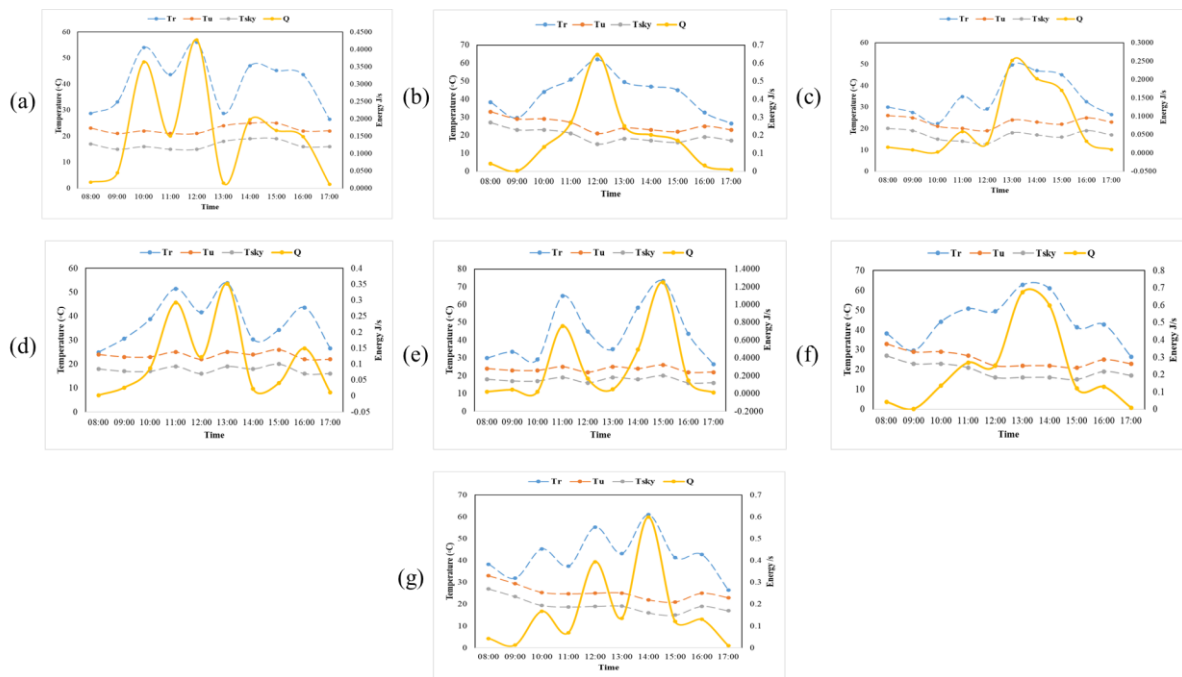 (a)
Tr Tu Tsky Q
Temperature (◦C)
60
50
40
30
20
10
0
0.4500
0.4000
0.3500
0.3000
0.2500
0.2000
0.1500
0.1000
0.0500
0.0000
Energy J/s
08:00 09:00 10:00 11:00 12:00 13:00 14:00 15:00 16:00 17:00
Time
(b)
Tr Tu Tsky Q
Temperature (◦C)
70
60
50
40
30
20
10
0
0.7
0.6
0.5
0.4
0.3
0.2
0.1
0
Energy J/s
08:00 09:00 10:00 11:00 12:00 13:00 14:00 15:00 16:00 17:00
Time
(c)
Tr Tu Tsky Q
Temperature (◦C)
60
50
40
30
20
10
0
0.3000
0.2500
0.2000
0.1500
0.1000
0.0500
0.0000
-0.0500
Energy J/s
08:00 09:00 10:00 11:00 12:00 13:00 14:00 15:00 16:00 17:00
Time
(d)
Tr Tu Tsky Q
Temperature (◦C)
60
50
40
30
20
10
0
0.4
0.35
0.3
0.25
0.2
0.15
0.1
0.05
0
-0.05
Energy J/s
08:00 09:00 10:00 11:00 12:00 13:00 14:00 15:00 16:00 17:00
Time
(e)
Tr Tu Tsky Q
Temperature (◦C)
80
70
60
50
40
30
20
10
0
1.4000
1.2000
1.0000
0.8000
0.6000
0.4000
0.2000
0.0000
-0.2000
Energy J/s
08:00 09:00 10:00 11:00 12:00 13:00 14:00 15:00 16:00 17:00
Time
(f)
Tr Tu Tsky Q
Temperature (◦C)
70
60
50
40
30
20
10
0
0.8
0.7
0.6
0.5
0.4
0.3
0.2
0.1
0
Energy J/s
08:00 09:00 10:00 11:00 12:00 13:00 14:00 15:00 16:00 17:00
Time
(g)
Tr Tu Tsky Q
Temperature (◦C)
70
60
50
40
30
20
10
0
0.7
0.6
0.5
0.4
0.3
0.2
0.1
0
Energy /s
08:00 09:00 10:00 11:00 12:00 13:00 14:00 15:00 16:00 17:00
Time